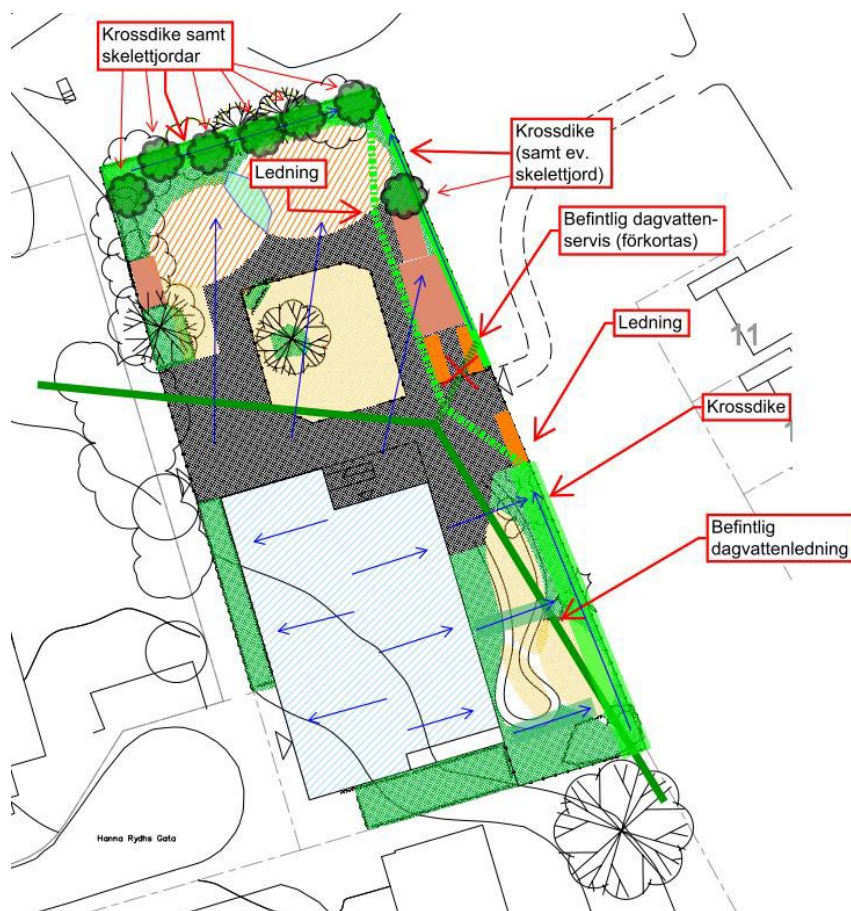 Krossdike samt
skelettjordar
Krossdike
(samt ev.
skelettjord)
Ledning
Befintlig dagvatten-
servis (förkortas)
Ledning
11
Krossdike
Befintlig
dagvattenledning
Hanna Rydhs Gata